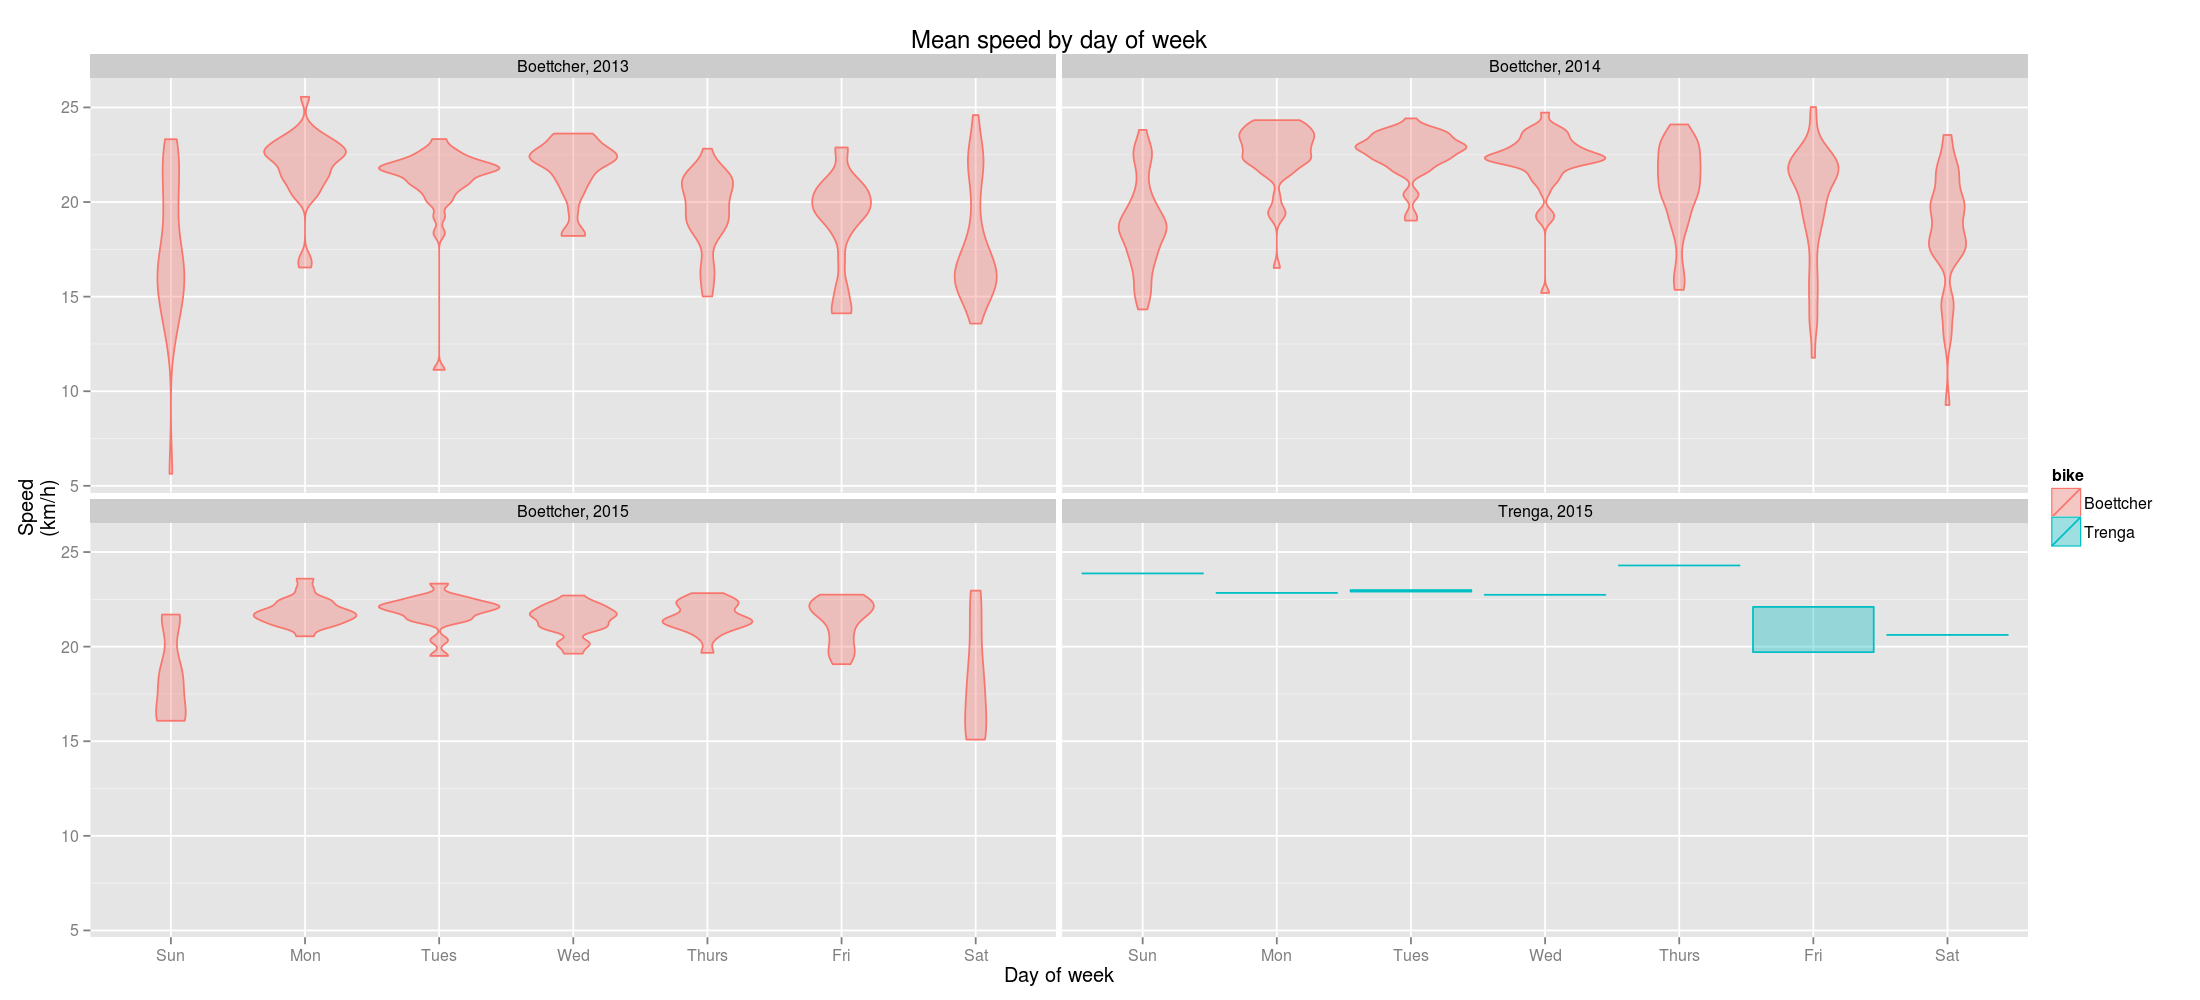 Mean speed by day of week
Boettcher, 2013
Boettcher, 2014
25
20
15
10
5
Boettcher, 2015
Trenga, 2015
25
20
15
10
5
Speed
(km/h)
Sun Mon Tues Wed Thurs Fri Sat
Sun Mon Tues Wed Thurs Fri Sat
Day of week
bike
Boettcher
Trenga